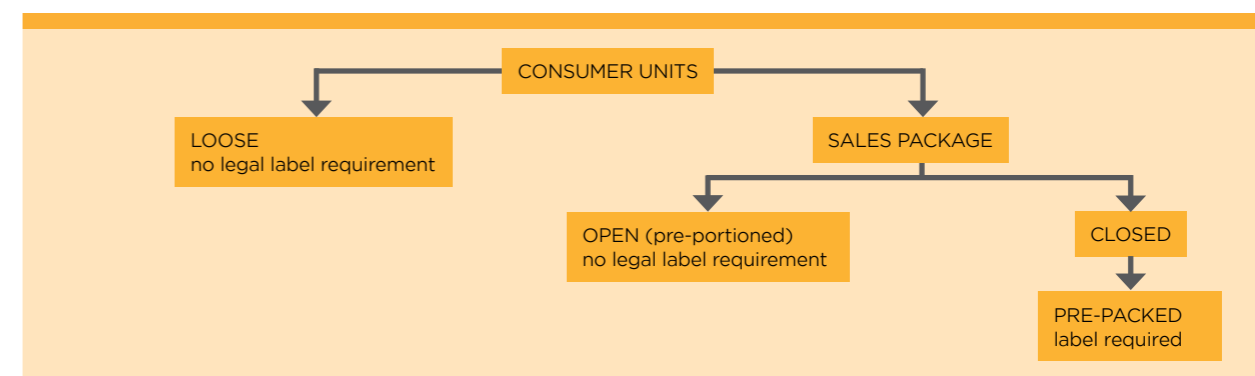 CONSUMER UNITS
LOOSE
no legal label requirement
SALES PACKAGE
OPEN (pre-portioned)
no legal label requirement
CLOSED
PRE-PACKED
label required